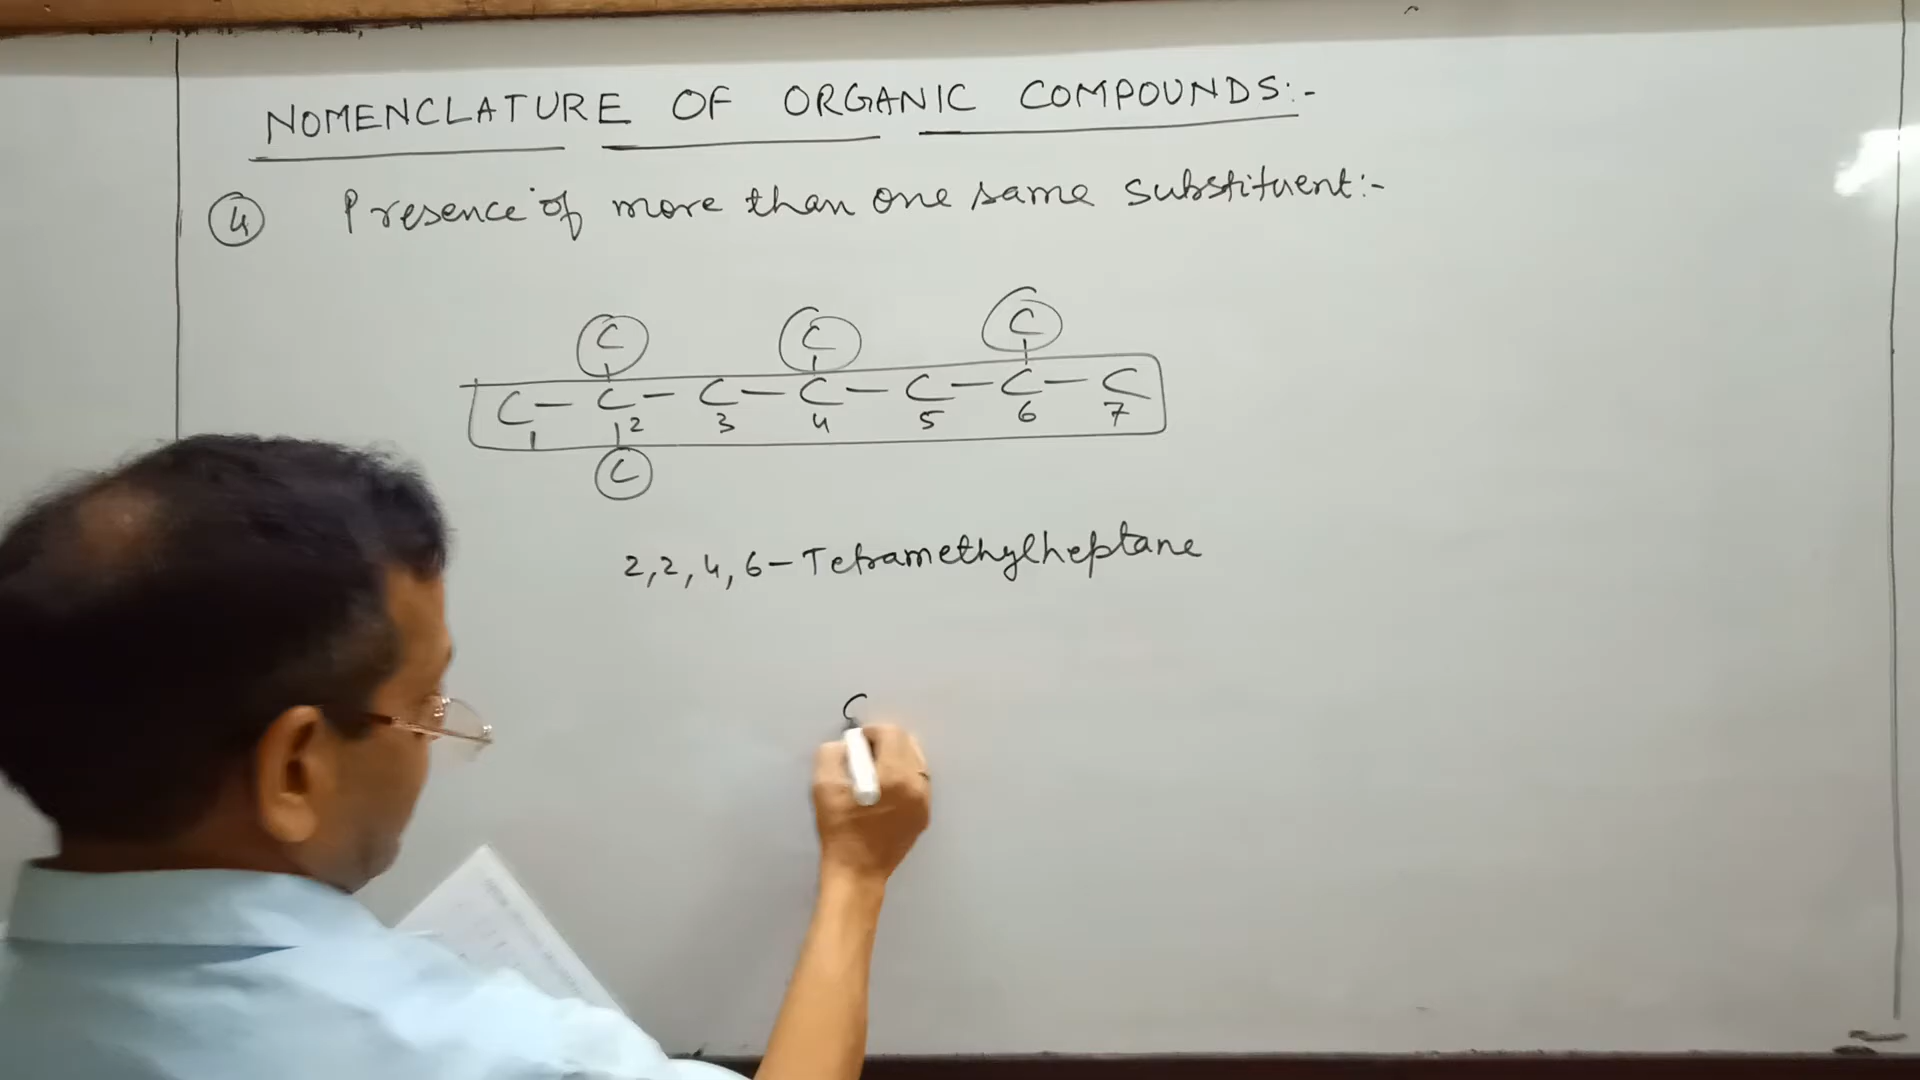 NOMENCLATURE OF ORGANIC COMPOUNDS:-
④ Presence of more than one same substituent:-
C C C
C - C - C - C - C - C - C
1 2 3 4 5 6 7
C
2,2,4,6-Tetramethylheptane
C